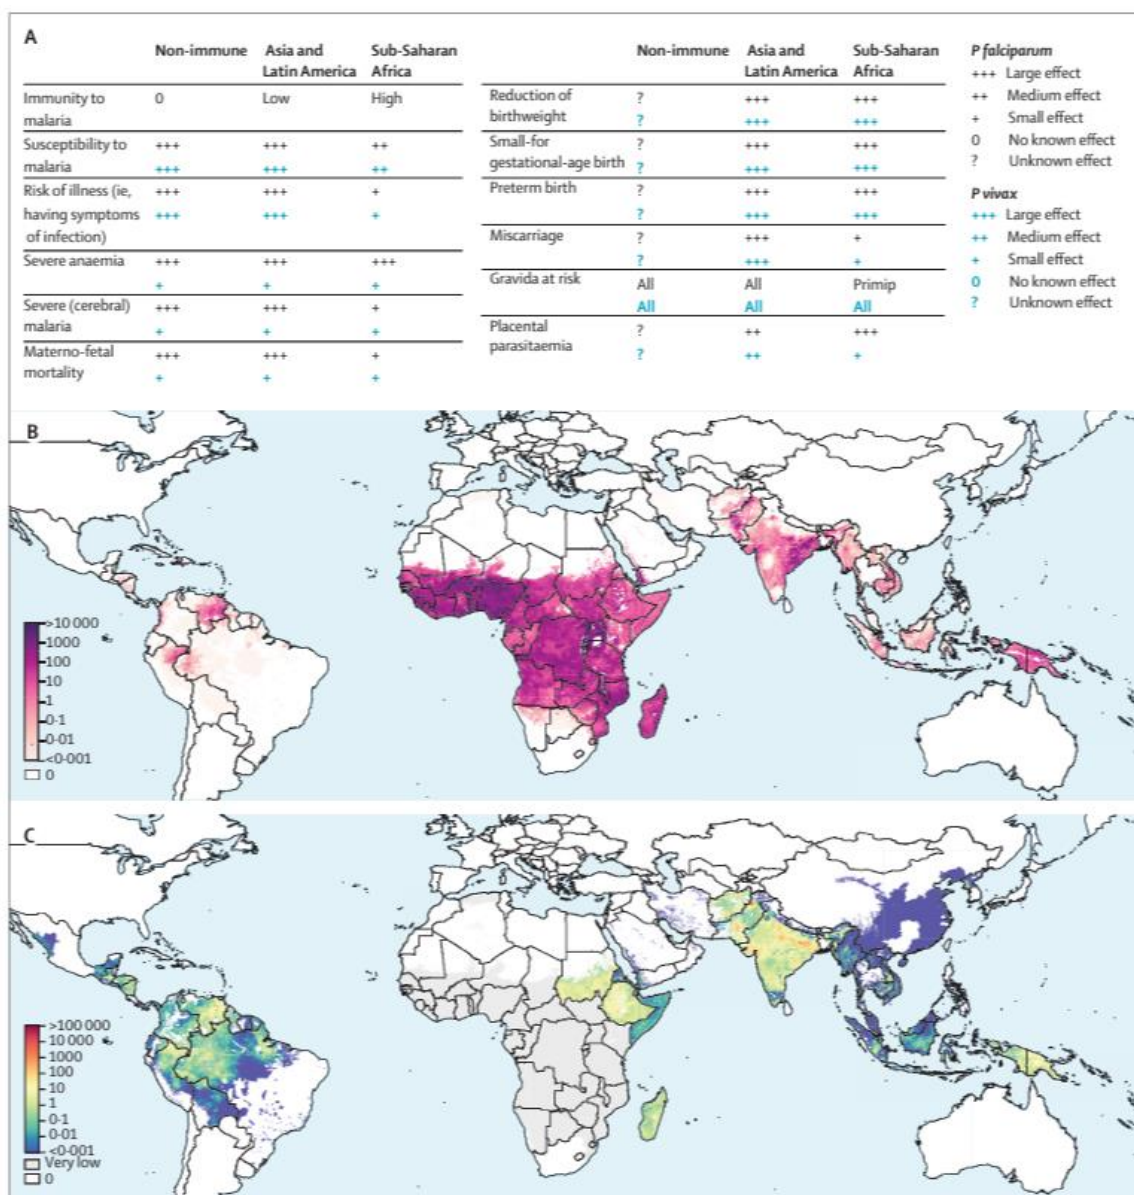 A
Non-immune Asia and Sub-Saharan
Latin America Africa
Immunity to 0 Low High
malaria
Susceptibility to +++ +++ ++
malaria +++ +++ ++
Risk of illness (ie, +++ +++ +
having symptoms +++ +++ +
of infection)
Severe anaemia +++ +++ +++
+ + +
Severe (cerebral) +++ +++ +
malaria + + +
Materno-fetal +++ +++ +
mortality + + +
Non-immune Asia and Sub-Saharan
Latin America Africa
Reduction of ? +++ +++
birthweight ? +++ +++
Small-for ? +++ +++
gestational-age birth ? +++ +++
Preterm birth ? +++ +++
? +++ +++
Miscarriage ? +++ +
? +++ +
Gravida at risk All All Primip
All All All
Placental ? ++ +++
parasitaemia ? ++ +
P falciparum
+++ Large effect
++ Medium effect
+ Small effect
0 No known effect
? Unknown effect
P vivax
+++ Large effect
++ Medium effect
+ Small effect
0 No known effect
? Unknown effect
B
>10 000
1000
100
10
1
0·1
0·01
<0·001
0
C
>100 000
10 000
1000
100
10
1
0·1
0·01
<0·001
Very low
0